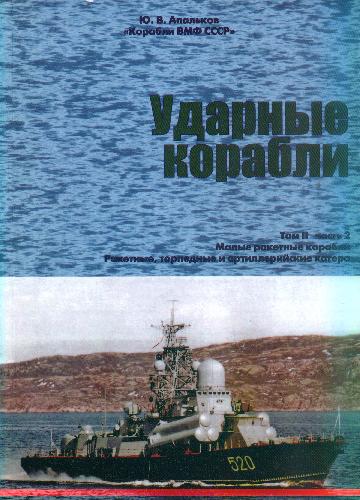 Ю. В. Апальков
«Корабли ВМФ СССР»
Ударные
корабли
Том II часть 2
Малые ракетные корабли
Ракетные, торпедные и артиллерийские катера
520